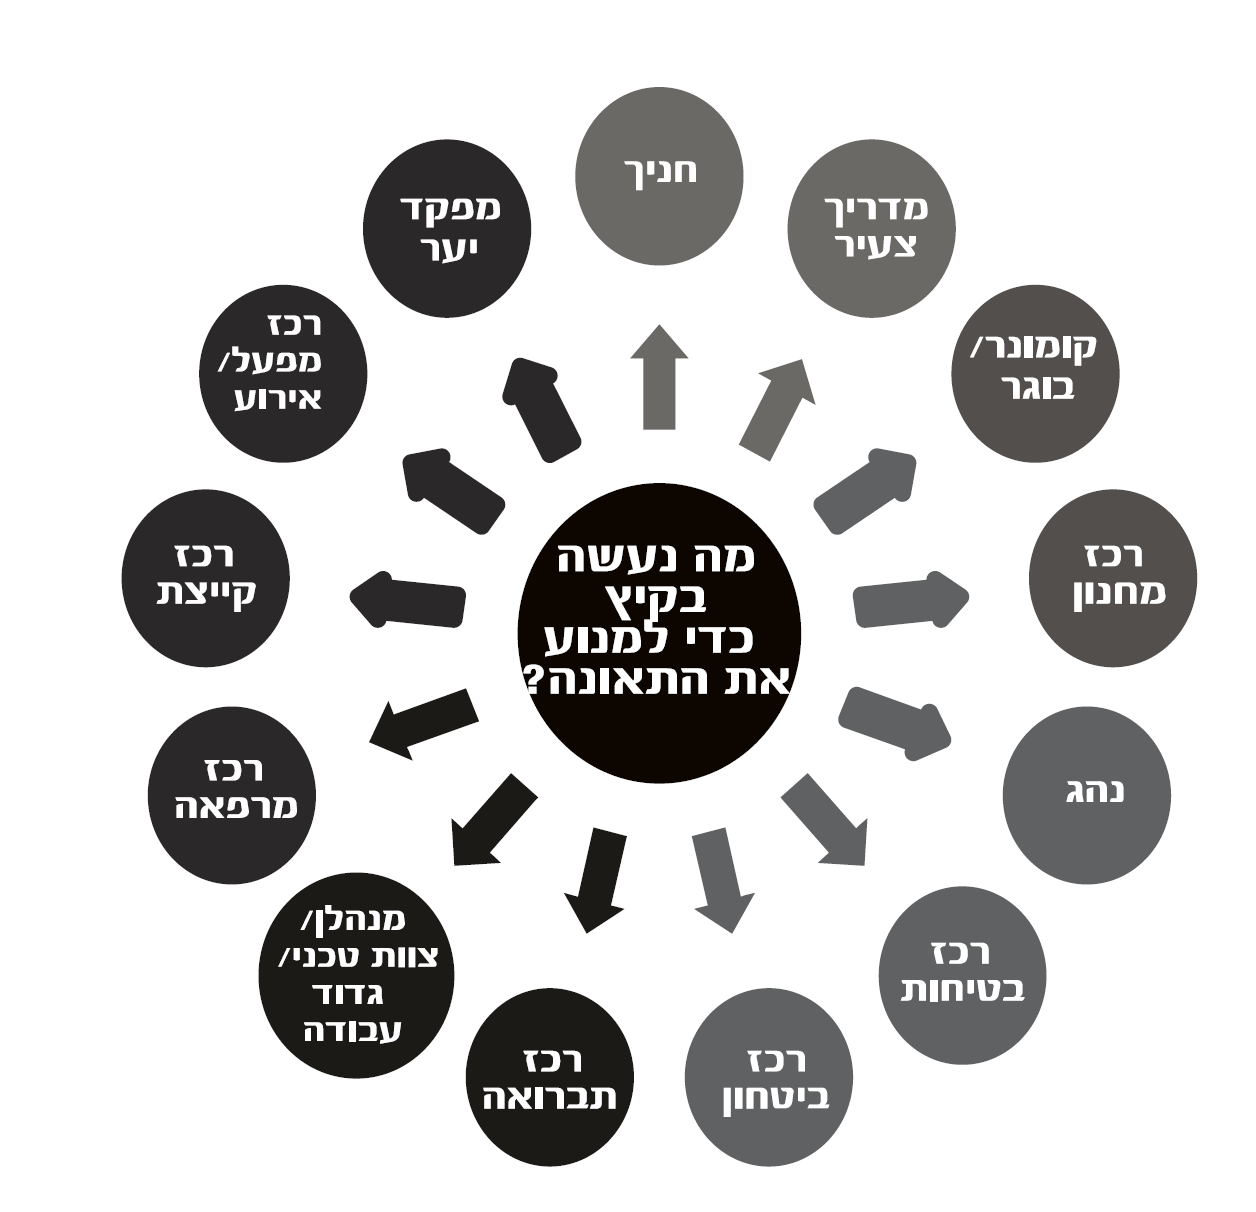 חניך
מדריך
צעיר
קומונר/
בוגר
רכז
מחנון
נהג
רכז
בטיחות
רכז
ביטחון
רכז
תברואה
מנהלן/
צוות טכני/
גדוד
עבודה
רכז
מרפאה
רכז
קייצת
רכז
מפעל/
אירוע
מפקד
יער
מה נעשה
בקיץ
כדי למנוע
את התאונה?